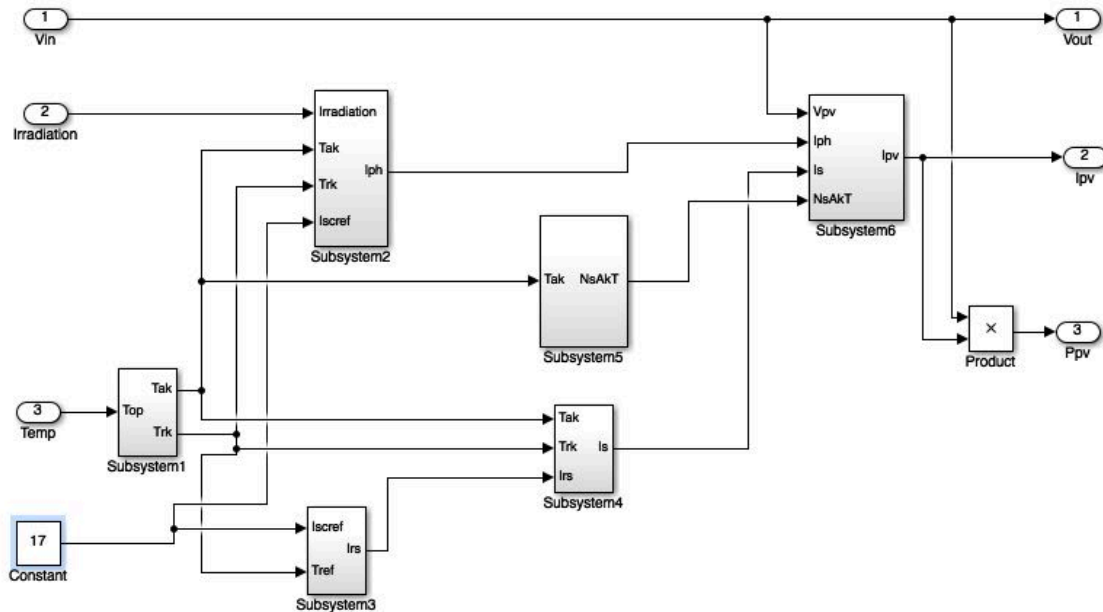 1
Vin
1
Vout
2
Irradiation
Irradiation
Tak
Trk
Iscref
Iph
Subsystem2
Vpv
Iph
Is
NsAkT
Ipv
Subsystem6
2
Ipv
Tak
NsAkT
Subsystem5
×
Product
3
Ppv
3
Temp
Top
Tak
Trk
Subsystem1
Tak
Trk
Irs
Is
Subsystem4
17
Constant
Iscref
Tref
Irs
Subsystem3